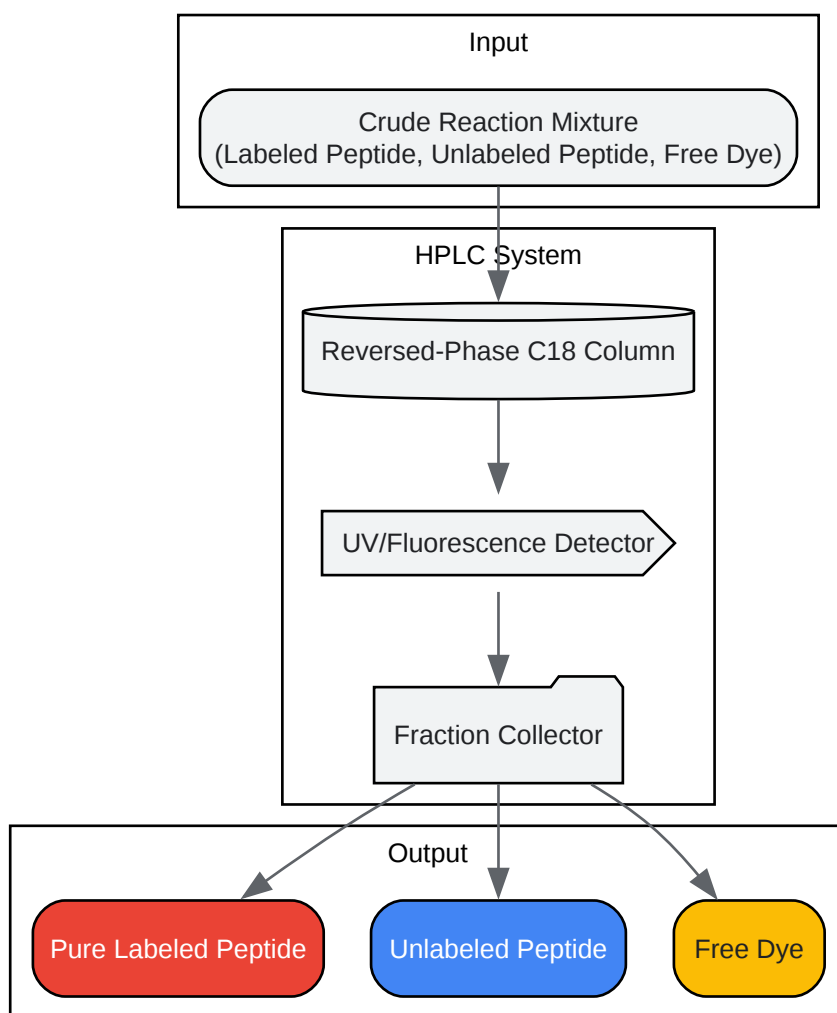 Input
Crude Reaction Mixture
(Labeled Peptide, Unlabeled Peptide, Free Dye)
HPLC System
Reversed-Phase C18 Column
UV/Fluorescence Detector
Fraction Collector
Output
Pure Labeled Peptide
Unlabeled Peptide
Free Dye